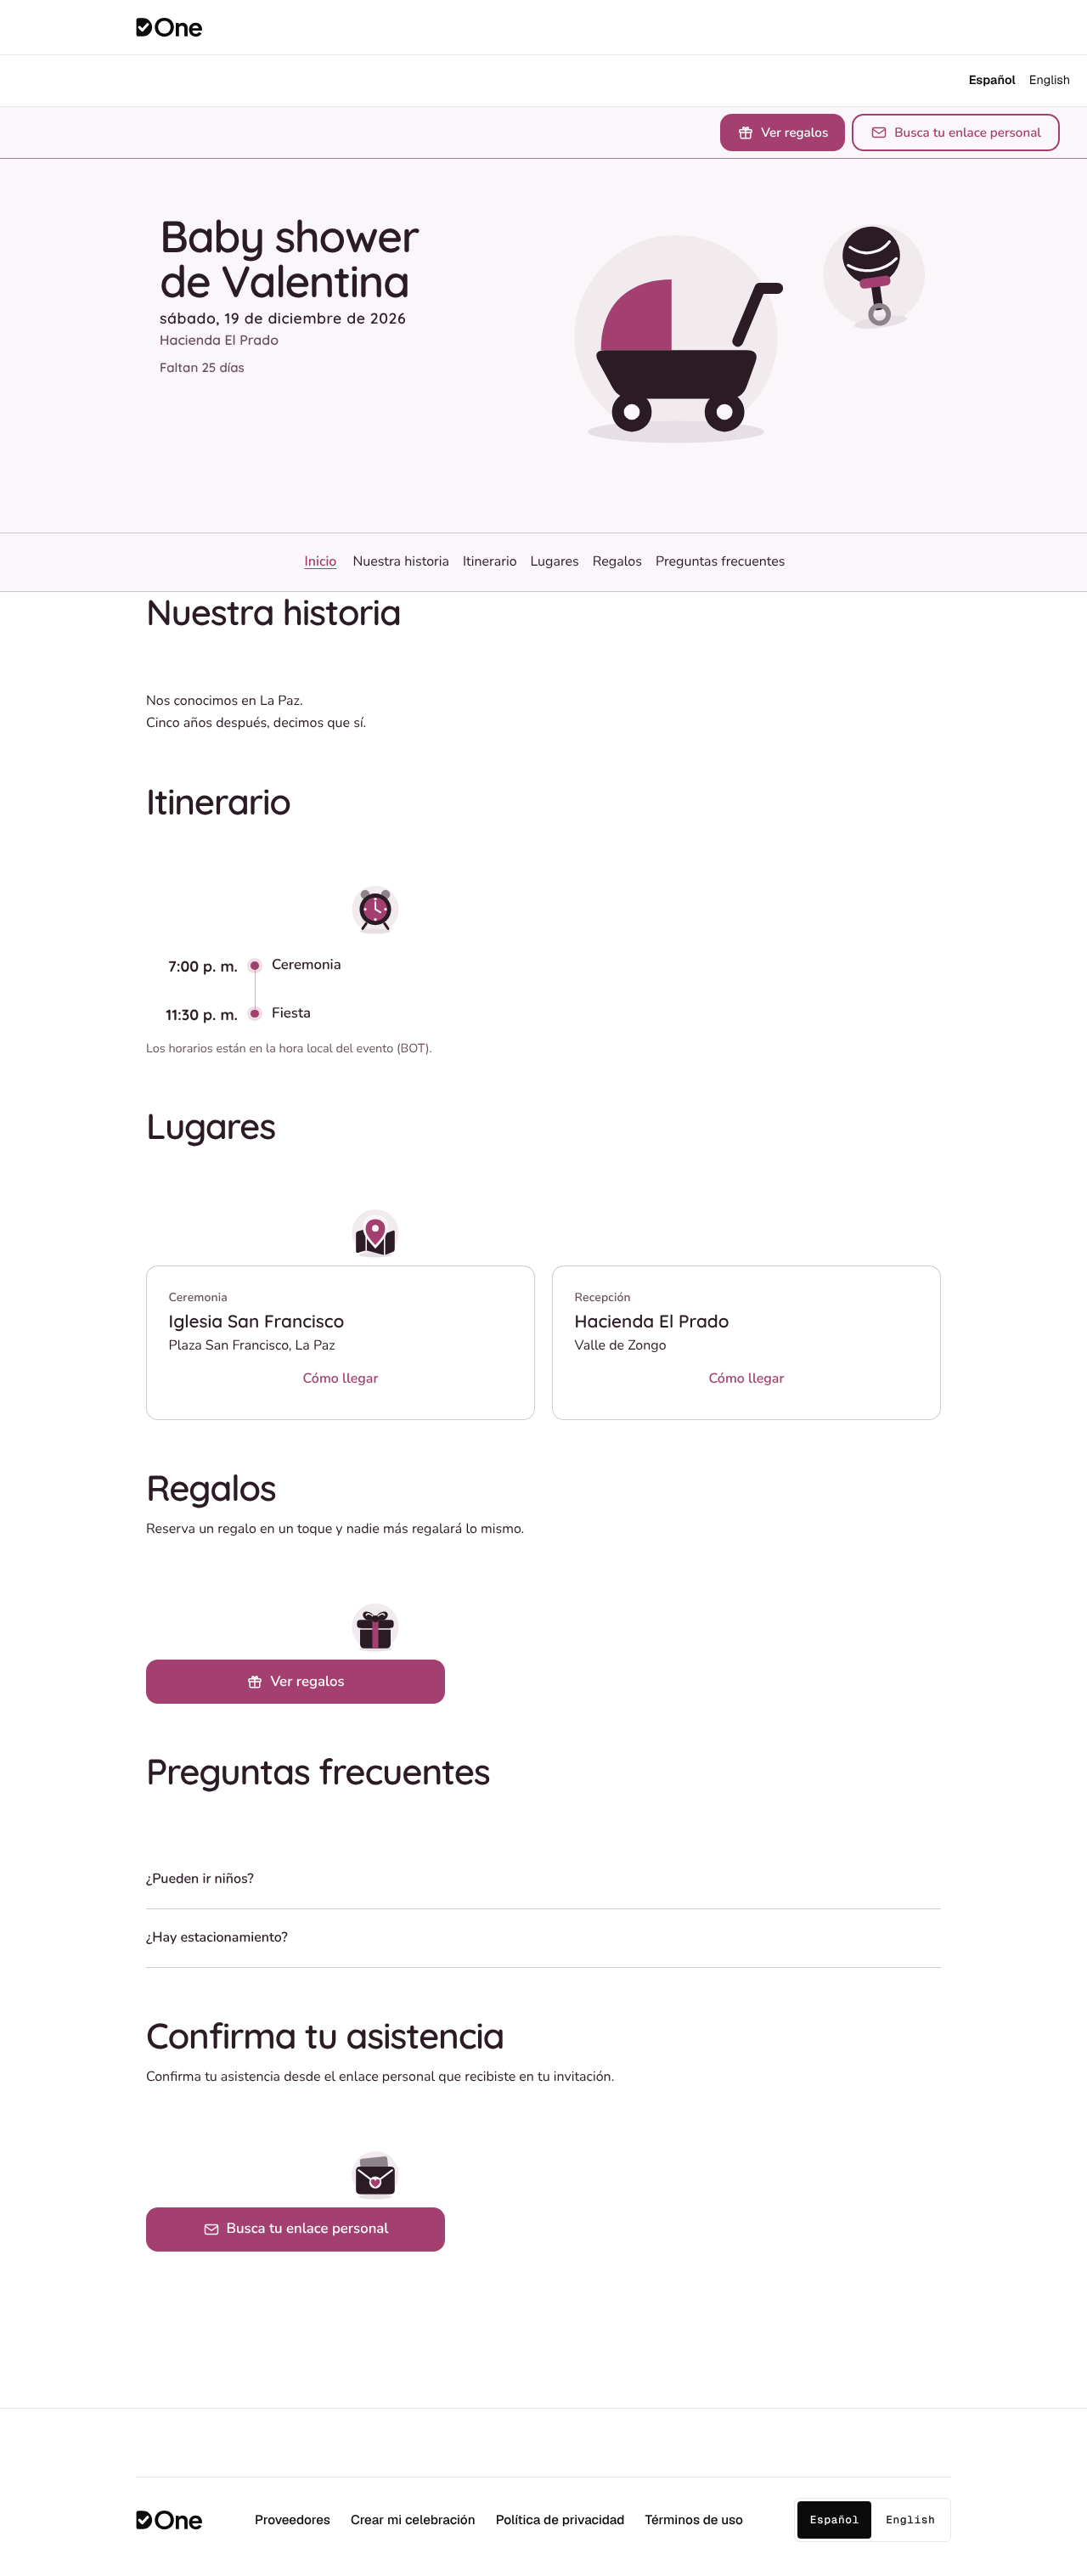 DOne
Español English
Ver regalos Busca tu enlace personal
Baby shower
de Valentina
sábado, 19 de diciembre de 2026
Hacienda El Prado
Faltan 25 días
Inicio Nuestra historia Itinerario Lugares Regalos Preguntas frecuentes
Nuestra historia
Nos conocimos en La Paz.
Cinco años después, decimos que sí.
Itinerario
7:00 p. m. Ceremonia
11:30 p. m. Fiesta
Los horarios están en la hora local del evento (BOT).
Lugares
Ceremonia
Iglesia San Francisco
Plaza San Francisco, La Paz
Cómo llegar
Recepción
Hacienda El Prado
Valle de Zongo
Cómo llegar
Regalos
Reserva un regalo en un toque y nadie más regalará lo mismo.
Ver regalos
Preguntas frecuentes
¿Pueden ir niños?
¿Hay estacionamiento?
Confirma tu asistencia
Confirma tu asistencia desde el enlace personal que recibiste en tu invitación.
Busca tu enlace personal
DOne Proveedores Crear mi celebración Política de privacidad Términos de uso Español English